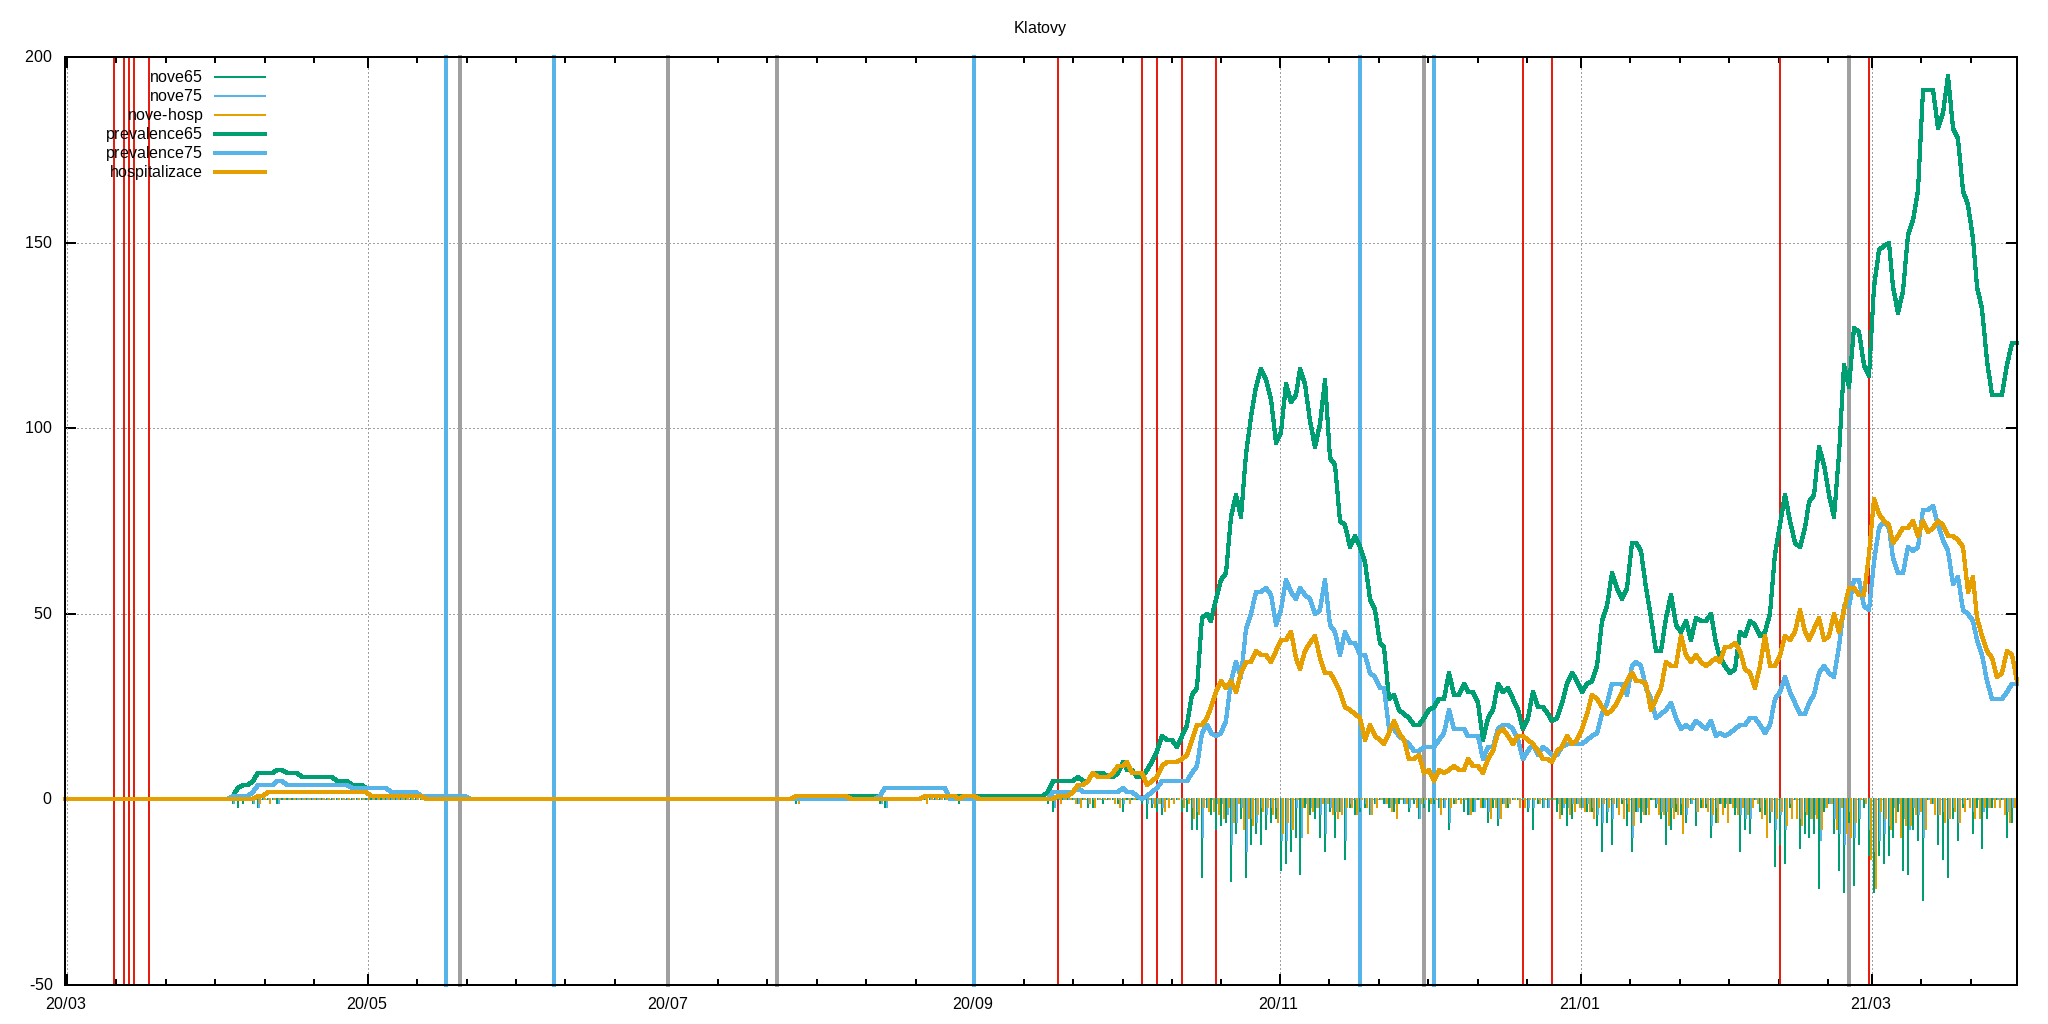 Klatovy
200
nove65
nove75
nove-hosp
prevalence65
prevalence75
hospitalizace
150
100
50
0
-50
20/03 20/05 20/07 20/09 20/11 21/01 21/03